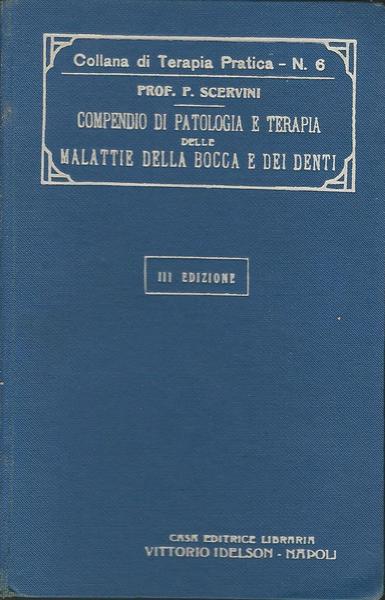 Collana di Terapia Pratica - N. 6
PROF. P. SCERVINI
COMPENDIO DI PATOLOGIA E TERAPIA
DELLE
MALATTIE DELLA BOCCA E DEI DENTI
III EDIZIONE
CASA EDITRICE LIBRARIA
VITTORIO IDELSON - NAPOLI